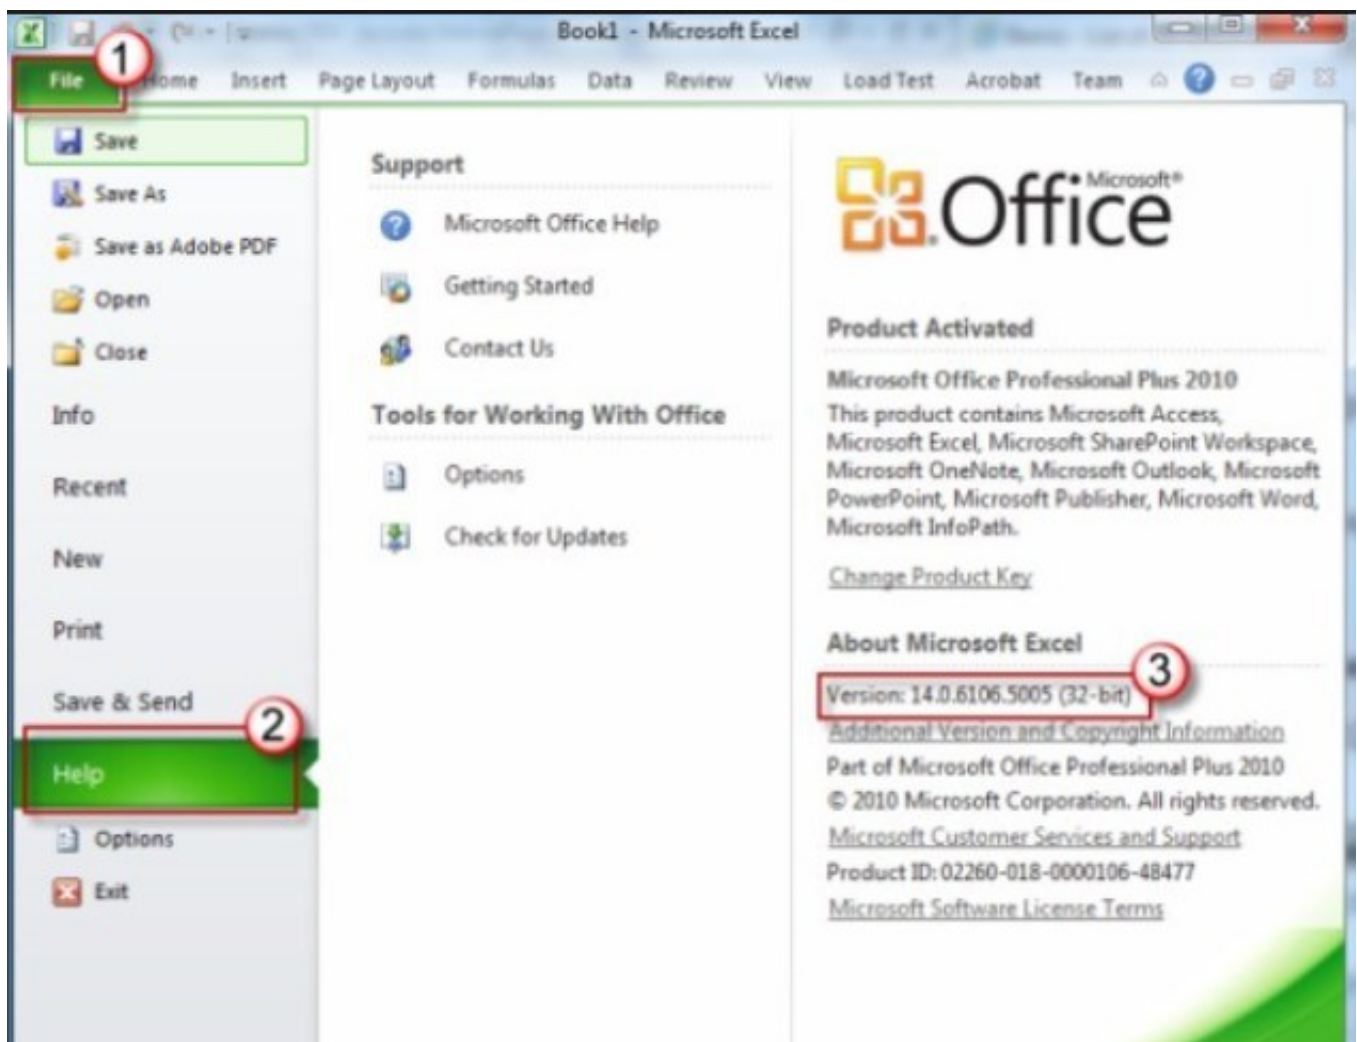 Book1 - Microsoft Excel
1
File Home Insert Page Layout Formulas Data Review View Load Test Acrobat Team
Save
Save As
Save as Adobe PDF
Open
Close
Info
Recent
New
Print
Save & Send
2
Help
Options
Exit
Support
Microsoft Office Help
Getting Started
Contact Us
Tools for Working With Office
Options
Check for Updates
Microsoft®
Office
Product Activated
Microsoft Office Professional Plus 2010
This product contains Microsoft Access,
Microsoft Excel, Microsoft SharePoint Workspace,
Microsoft OneNote, Microsoft Outlook, Microsoft
PowerPoint, Microsoft Publisher, Microsoft Word,
Microsoft InfoPath.
Change Product Key
About Microsoft Excel
3
Version: 14.0.6106.5005 (32-bit)
Additional Version and Copyright Information
Part of Microsoft Office Professional Plus 2010
© 2010 Microsoft Corporation. All rights reserved.
Microsoft Customer Services and Support
Product ID: 02260-018-0000106-48477
Microsoft Software License Terms